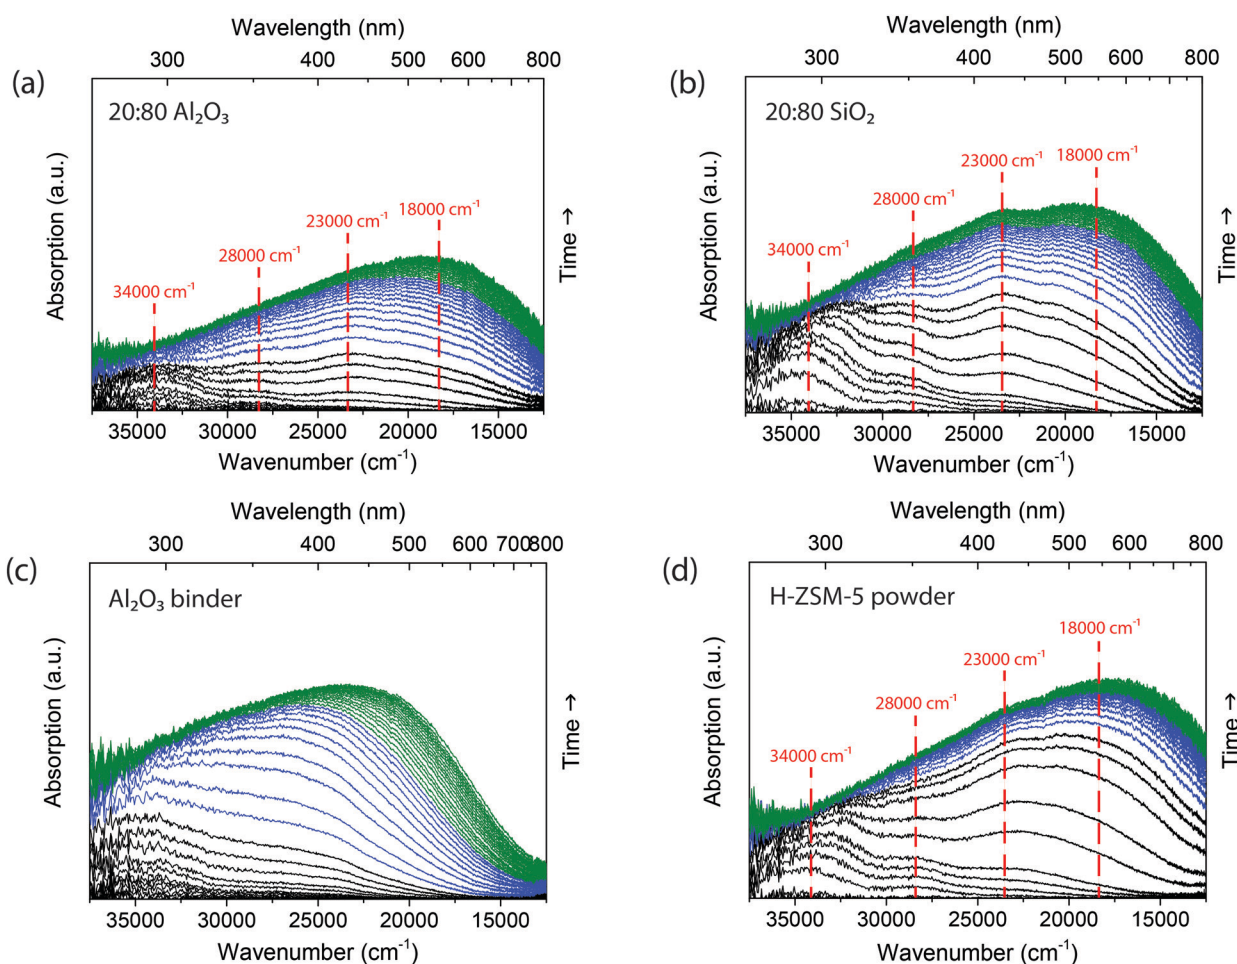 Wavelength (nm)
300 400 500 600 700 800
(a)
20:80 Al₂O₃
34000 cm⁻¹
28000 cm⁻¹
23000 cm⁻¹
18000 cm⁻¹
Absorption (a.u.)
Time →
35000 30000 25000 20000 15000
Wavenumber (cm⁻¹)
Wavelength (nm)
300 400 500 600 700 800
(b)
20:80 SiO₂
34000 cm⁻¹
28000 cm⁻¹
23000 cm⁻¹
18000 cm⁻¹
Absorption (a.u.)
Time →
35000 30000 25000 20000 15000
Wavenumber (cm⁻¹)
Wavelength (nm)
300 400 500 600 700 800
(c)
Al₂O₃ binder
Absorption (a.u.)
Time →
35000 30000 25000 20000 15000
Wavenumber (cm⁻¹)
Wavelength (nm)
300 400 500 600 700 800
(d)
H-ZSM-5 powder
34000 cm⁻¹
28000 cm⁻¹
23000 cm⁻¹
18000 cm⁻¹
Absorption (a.u.)
Time →
35000 30000 25000 20000 15000
Wavenumber (cm⁻¹)